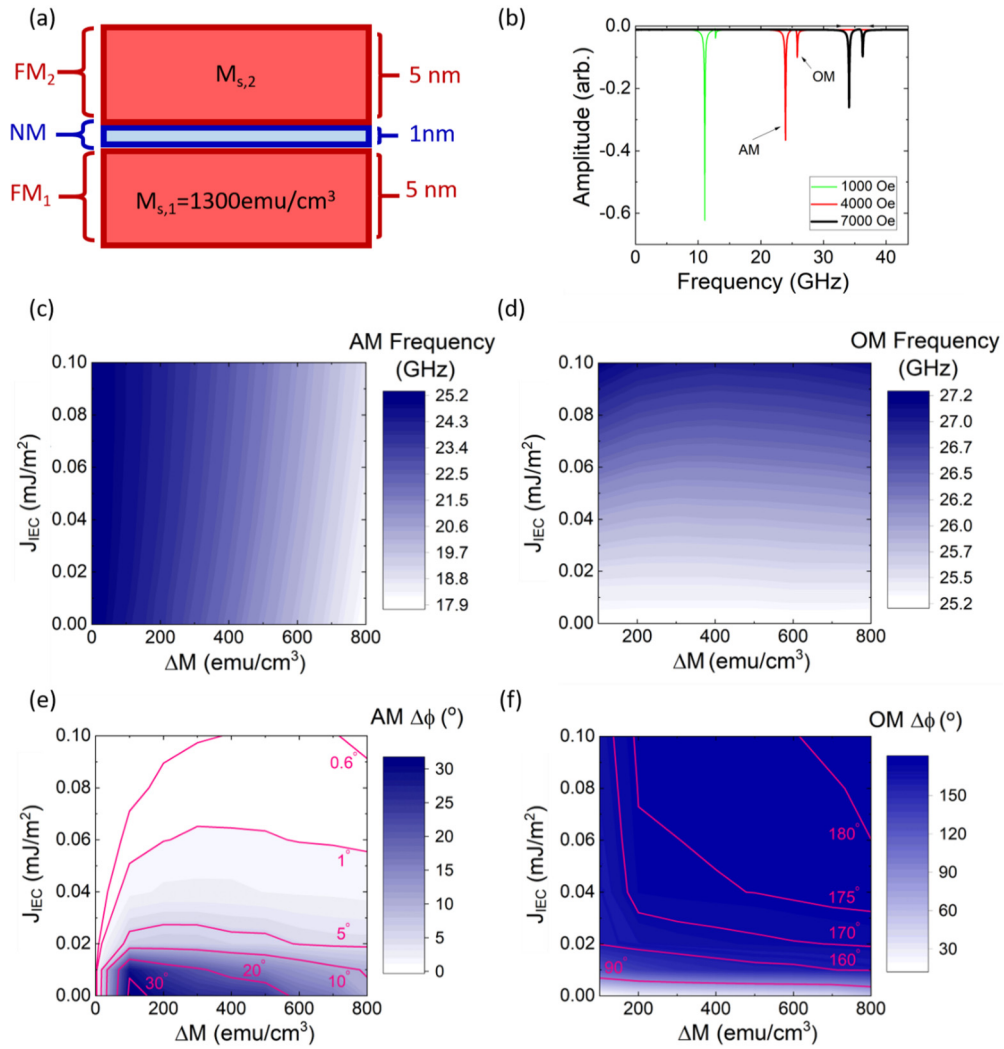 (a)
FM2
NM
FM1
Ms,2
Ms,1=1300emu/cm3
5 nm
1nm
5 nm
(b)
Amplitude (arb.)
0.0
-0.2
-0.4
-0.6
0 10 20 30 40
Frequency (GHz)
OM
AM
1000 Oe
4000 Oe
7000 Oe
(c)
AM Frequency
(GHz)
JIEC (mJ/m2)
0.10
0.08
0.06
0.04
0.02
0.00
0 200 400 600 800
ΔM (emu/cm3)
25.2
24.3
23.4
22.5
21.5
20.6
19.7
18.8
17.9
(d)
OM Frequency
(GHz)
JIEC (mJ/m2)
0.10
0.08
0.06
0.04
0.02
0.00
200 400 600 800
ΔM (emu/cm3)
27.2
27.0
26.7
26.5
26.2
26.0
25.7
25.5
25.2
(e)
AM Δϕ (o)
JIEC (mJ/m2)
0.10
0.08
0.06
0.04
0.02
0.00
0 200 400 600 800
ΔM (emu/cm3)
0.6°
1°
5°
10°
20°
30°
30
25
20
15
10
5
0
(f)
OM Δϕ (°)
JIEC (mJ/m2)
0.10
0.08
0.06
0.04
0.02
0.00
200 400 600 800
ΔM (emu/cm3)
180°
175°
170°
160°
90°
150
120
90
60
30